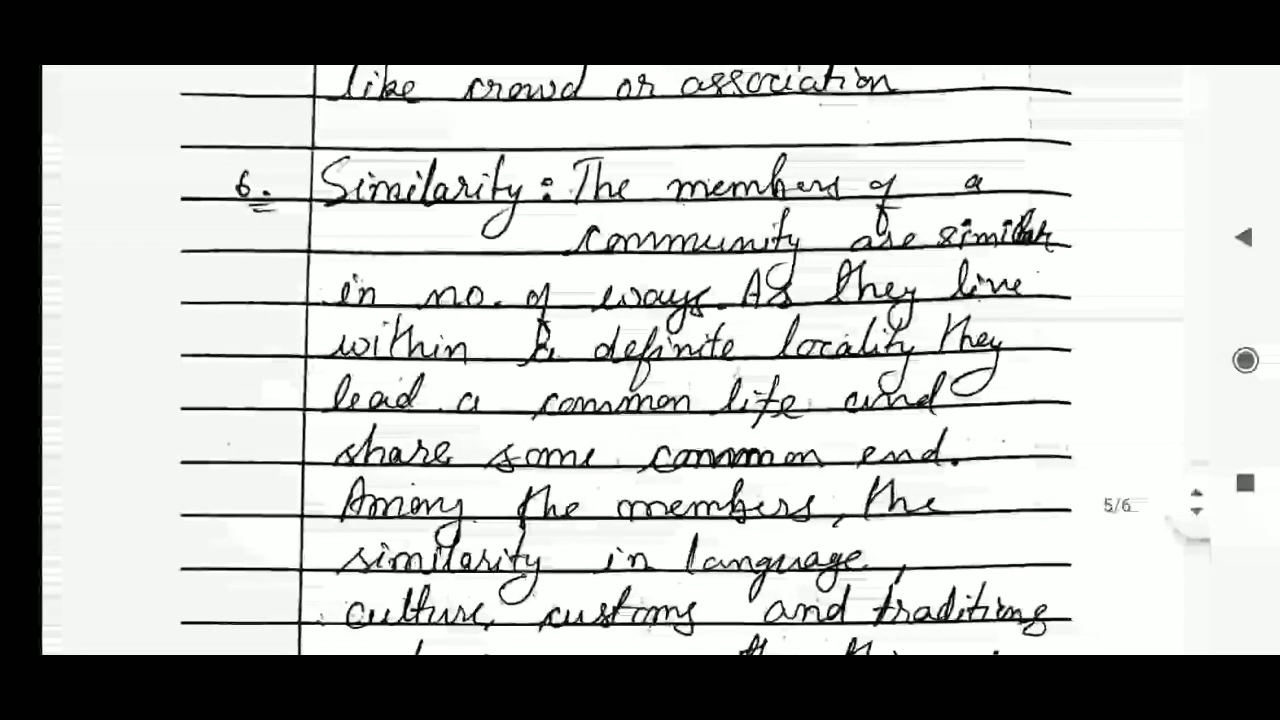 like crowd or association
6. Similarity: The members of a
community are similar
in no. of ways. As they live
within a definite locality they
lead a common life and
share some common end.
Among the members, the
similarity in language,
culture, customs and traditions
5/6